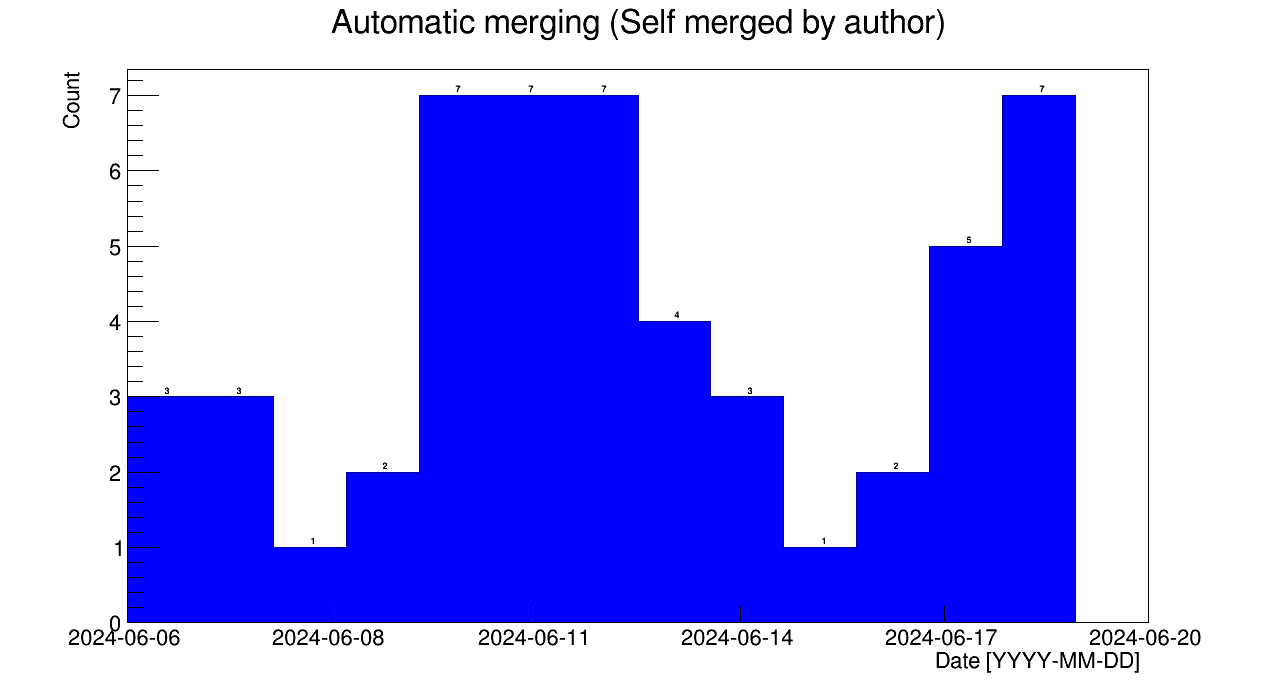 Automatic merging (Self merged by author)
Count
7
6
5
4
3
2
1
0
3 3 1 2 7 7 7 4 3 1 2 5 7
2024-06-06 2024-06-08 2024-06-11 2024-06-14 2024-06-17 2024-06-20
Date [YYYY-MM-DD]